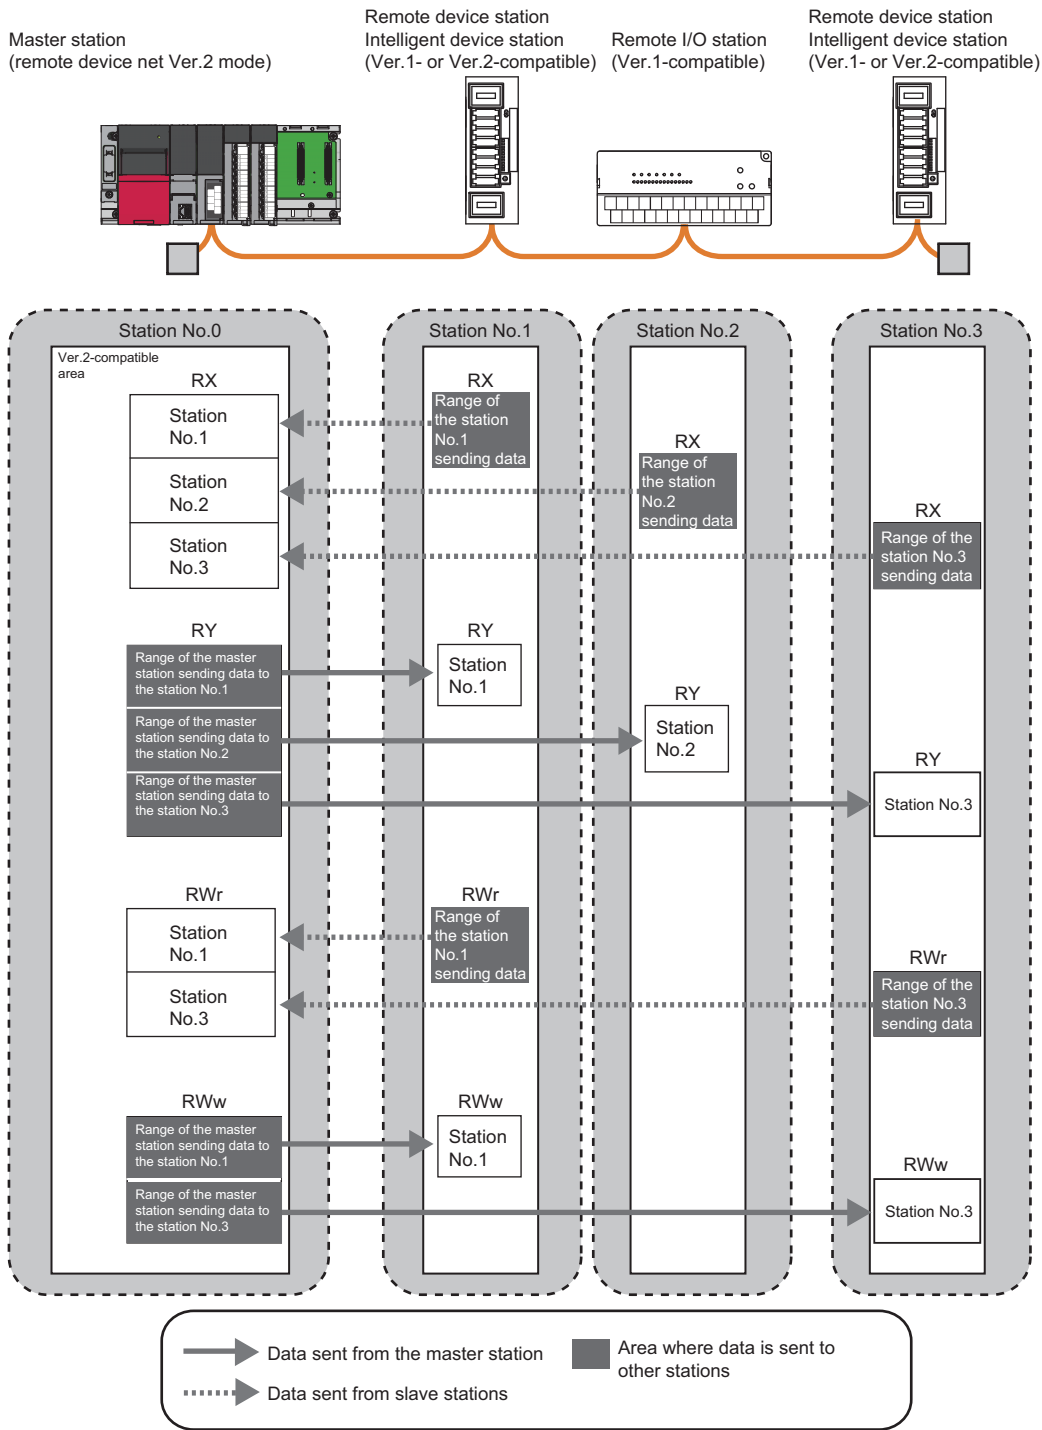 Master station
(remote device net Ver.2 mode)
Remote device station
Intelligent device station
(Ver.1- or Ver.2-compatible)
Remote I/O station
(Ver.1-compatible)
Remote device station
Intelligent device station
(Ver.1- or Ver.2-compatible)
Station No.0
Station No.1
Station No.2
Station No.3
Ver.2-compatible
area
RX
Station
No.1
Station
No.2
Station
No.3
RX
Range of
the station
No.1
sending data
RX
Range of
the station
No.2
sending data
RX
Range of the
station No.3
sending data
RY
Range of the master
station sending data to
the station No.1
Range of the master
station sending data to
the station No.2
Range of the master
station sending data to
the station No.3
RY
Station
No.1
RY
Station
No.2
RY
Station No.3
RWr
Station
No.1
Station
No.3
RWr
Range of
the station
No.1
sending data
RWr
Range of the
station No.3
sending data
RWw
Range of the master
station sending data to
the station No.1
Range of the master
station sending data to
the station No.3
RWw
Station
No.1
RWw
Station No.3
Data sent from the master station
Data sent from slave stations
Area where data is sent to
other stations